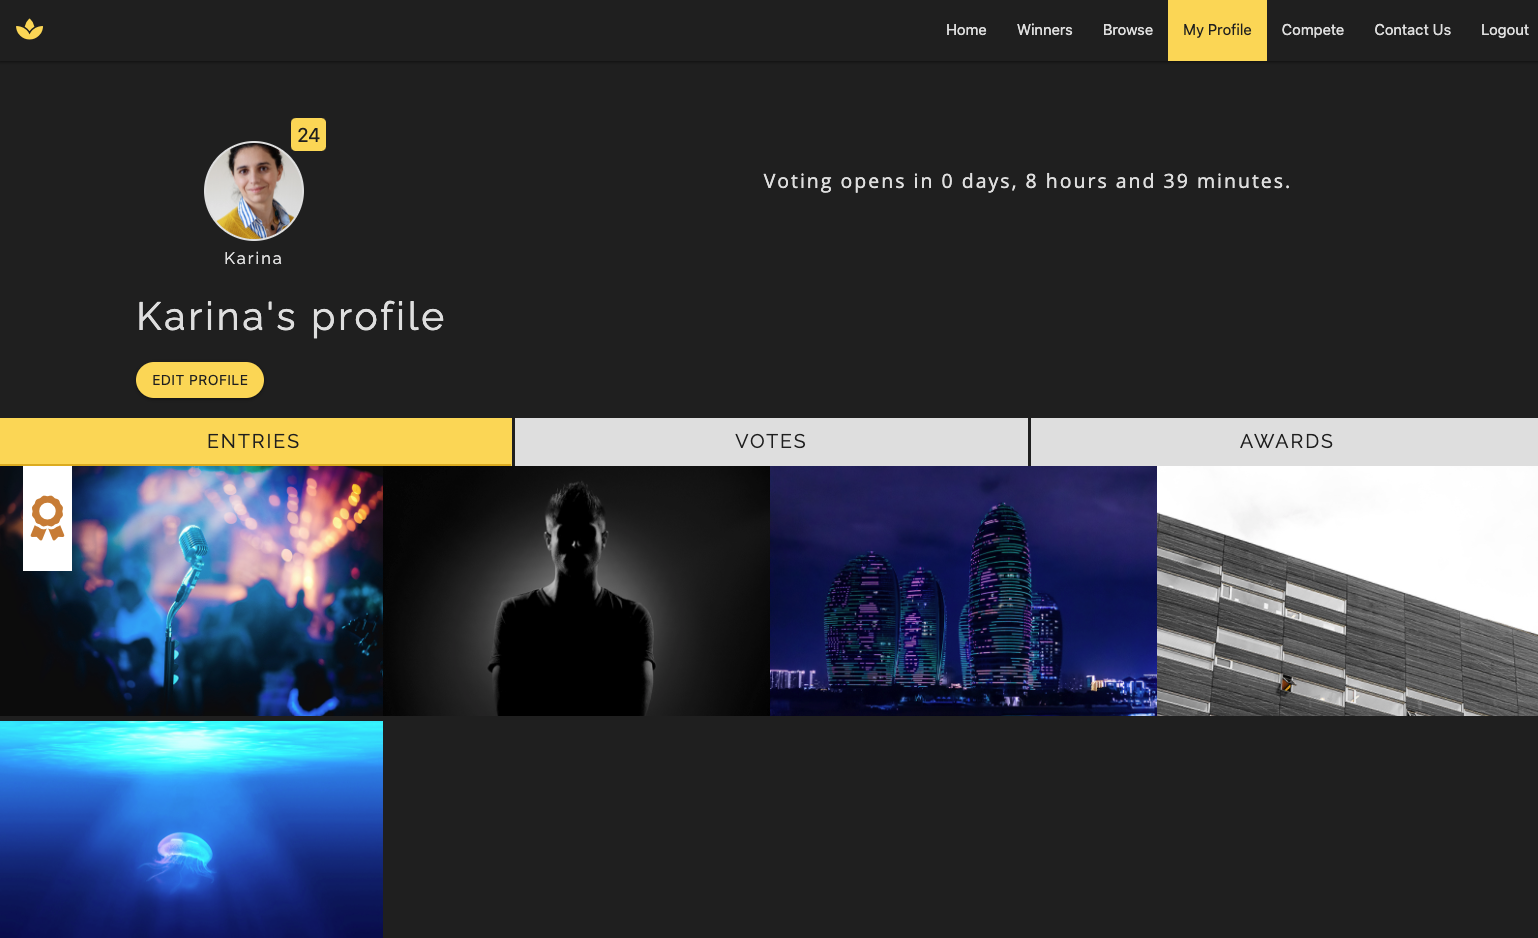 Home
Winners
Browse
My Profile
Compete
Contact Us
Logout
24
Karina
Voting opens in 0 days, 8 hours and 39 minutes.
Karina's profile
EDIT PROFILE
ENTRIES
VOTES
AWARDS